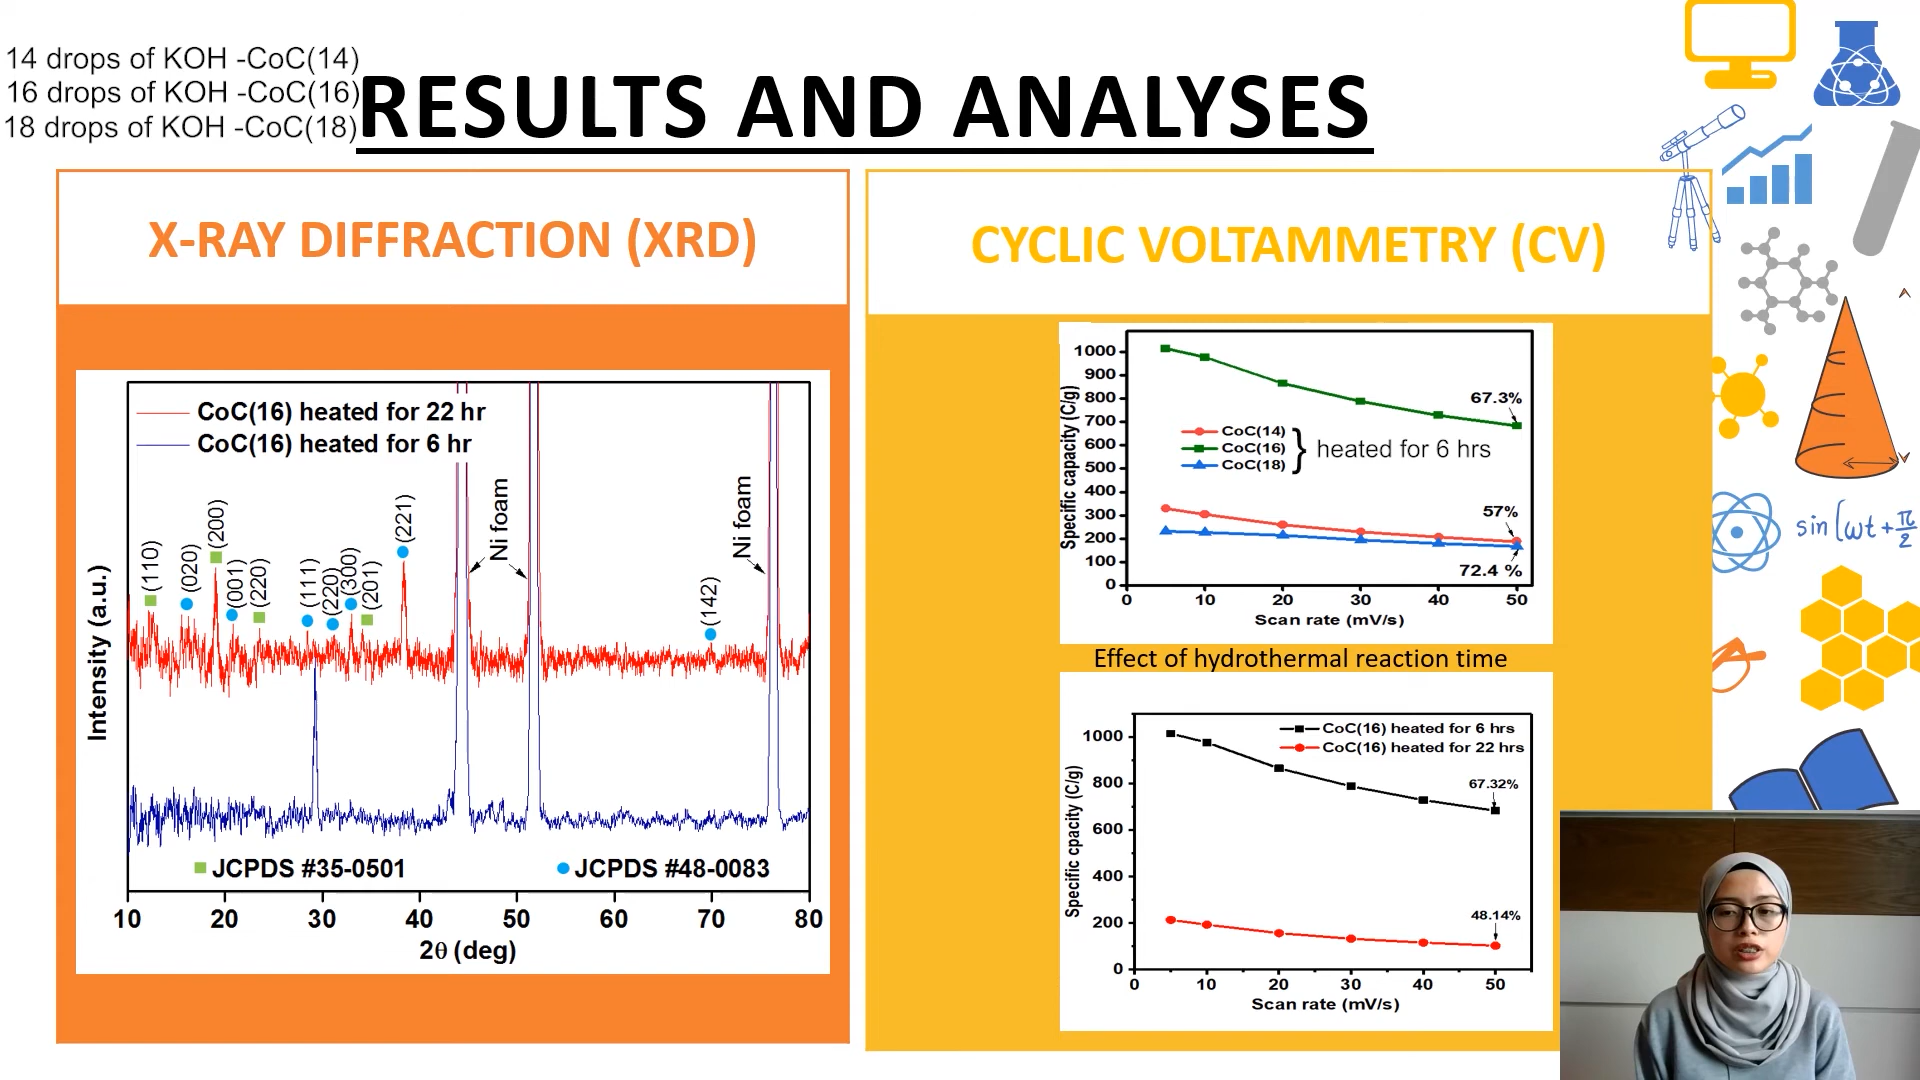 14 drops of KOH -CoC(14)
16 drops of KOH -CoC(16)
18 drops of KOH -CoC(18)
RESULTS AND ANALYSES
X-RAY DIFFRACTION (XRD)
CoC(16) heated for 22 hr
CoC(16) heated for 6 hr
(110)
(020)
(200)
(001)
(220)
(111)
(220)
(300)
(201)
(221)
Ni foam
(142)
Ni foam
Intensity (a.u.)
JCPDS #35-0501
JCPDS #48-0083
10 20 30 40 50 60 70 80
2θ (deg)
CYCLIC VOLTAMMETRY (CV)
1000
900
800
700
600
500
400
300
200
100
0
Specific capacity (C/g)
67.3%
CoC(14)
CoC(16)
CoC(18)
} heated for 6 hrs
57%
72.4 %
0 10 20 30 40 50
Scan rate (mV/s)
Effect of hydrothermal reaction time
1000
800
600
400
200
0
Specific cpacity (C/g)
CoC(16) heated for 6 hrs
CoC(16) heated for 22 hrs
67.32%
48.14%
0 10 20 30 40 50
Scan rate (mV/s)
sin(ωt + π/2